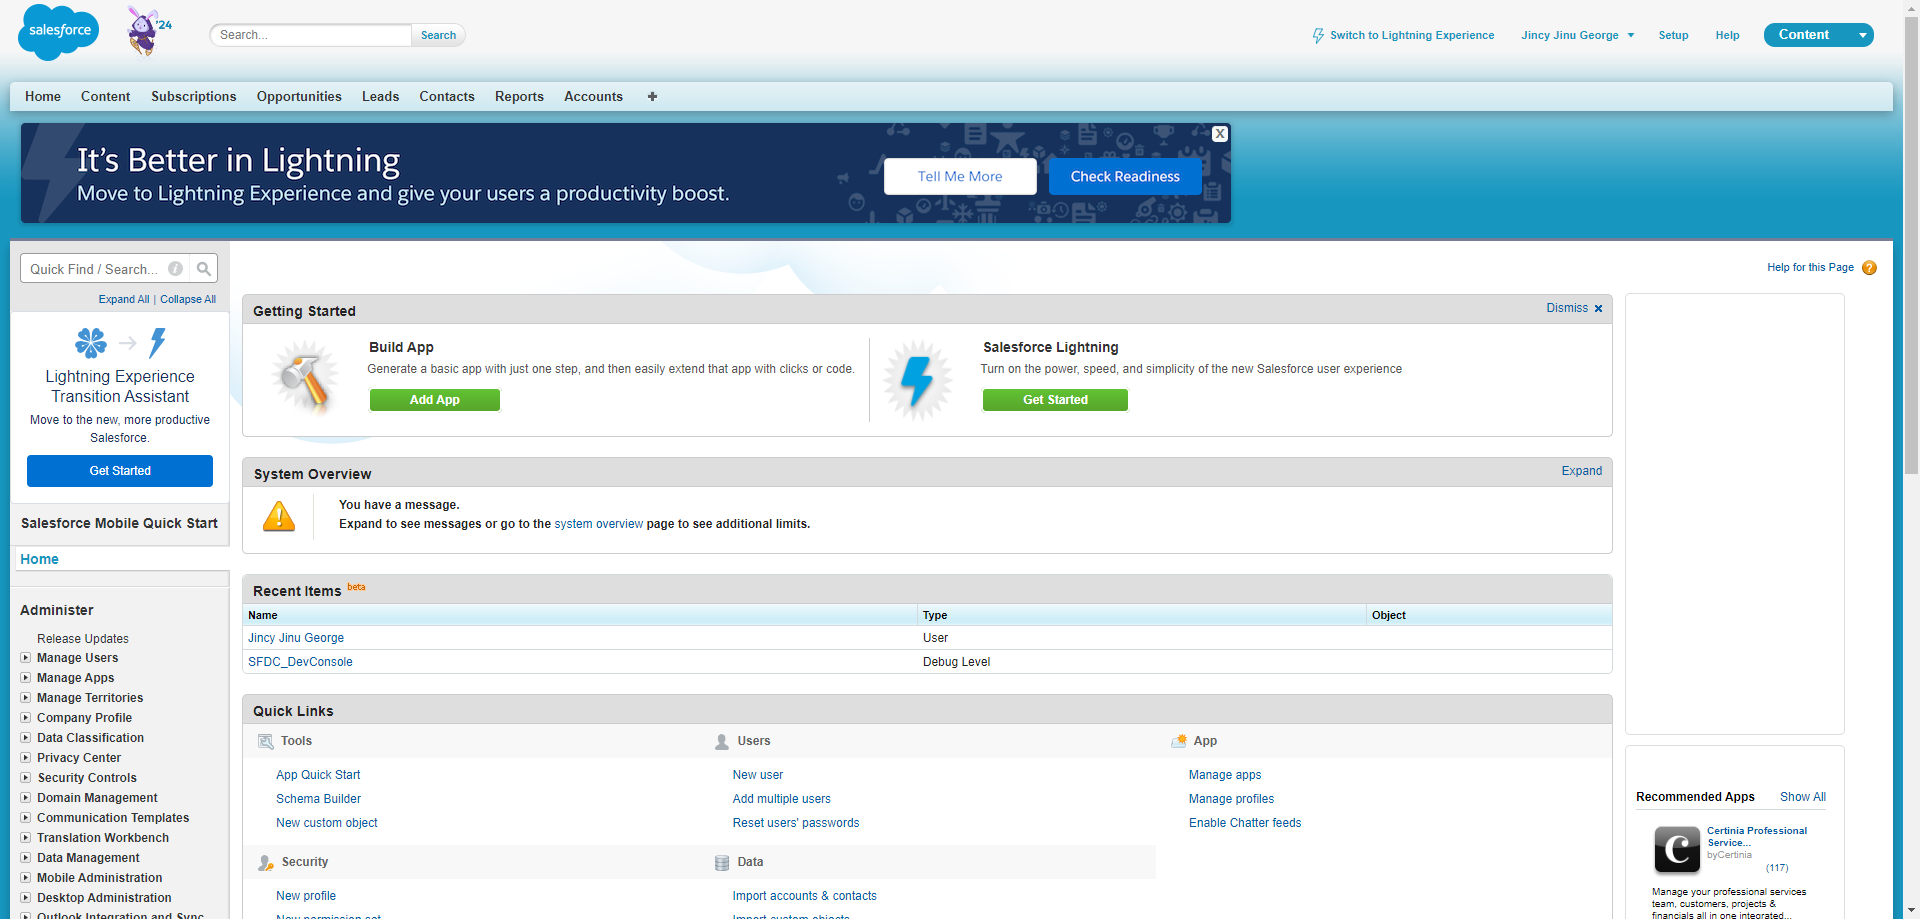 salesforce
'24
Search...
Search
Switch to Lightning Experience
Jincy Jinu George
Setup
Help
Content
Home
Content
Subscriptions
Opportunities
Leads
Contacts
Reports
Accounts
It's Better in Lightning
Move to Lightning Experience and give your users a productivity boost.
Tell Me More
Check Readiness
X
Quick Find / Search...
Expand All | Collapse All
Lightning Experience
Transition Assistant
Move to the new, more productive
Salesforce.
Get Started
Salesforce Mobile Quick Start
Home
Administer
Release Updates
Manage Users
Manage Apps
Manage Territories
Company Profile
Data Classification
Privacy Center
Security Controls
Domain Management
Communication Templates
Translation Workbench
Data Management
Mobile Administration
Desktop Administration
Outlook Integration and Sync
Help for this Page ?
Getting Started
Dismiss
Build App
Generate a basic app with just one step, and then easily extend that app with clicks or code.
Add App
Salesforce Lightning
Turn on the power, speed, and simplicity of the new Salesforce user experience
Get Started
System Overview
Expand
You have a message.
Expand to see messages or go to the system overview page to see additional limits.
Recent Items beta
Name Type Object
Jincy Jinu George User
SFDC_DevConsole Debug Level
Quick Links
Tools
App Quick Start
Schema Builder
New custom object
Users
New user
Add multiple users
Reset users' passwords
App
Manage apps
Manage profiles
Enable Chatter feeds
Security
New profile
New permission set
Data
Import accounts & contacts
Import custom objects
Recommended Apps
Show All
Certinia Professional
Service...
byCertinia
(117)
Manage your professional services
team, customers, projects &
financials all in one integrated...